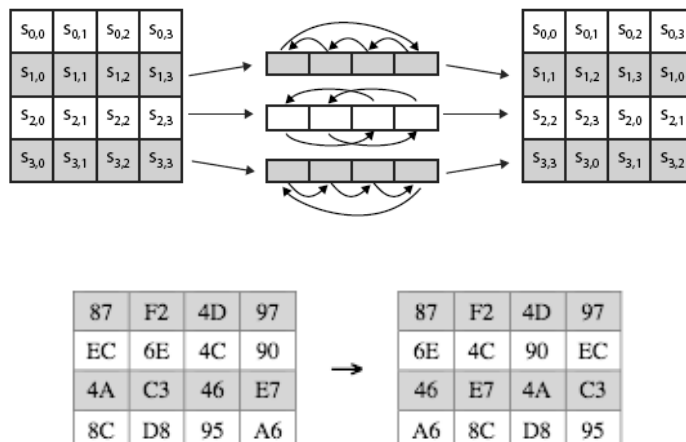 S0,0 S0,1 S0,2 S0,3 S0,0 S0,1 S0,2 S0,3
S1,0 S1,1 S1,2 S1,3 S1,1 S1,2 S1,3 S1,0
S2,0 S2,1 S2,2 S2,3 S2,2 S2,3 S2,0 S2,1
S3,0 S3,1 S3,2 S3,3 S3,3 S3,0 S3,1 S3,2
87 F2 4D 97 87 F2 4D 97
EC 6E 4C 90 6E 4C 90 EC
4A C3 46 E7 46 E7 4A C3
8C D8 95 A6 A6 8C D8 95